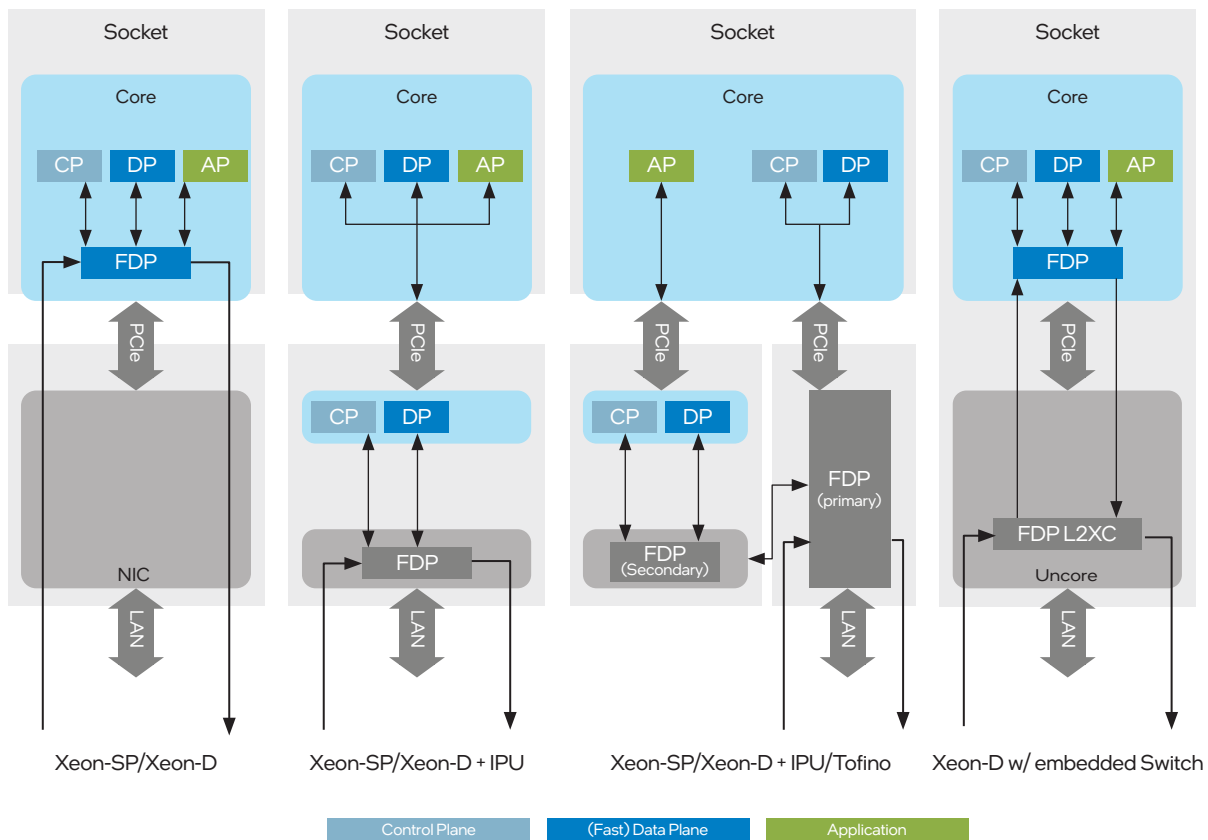 Socket
Core
CP
DP
AP
FDP
PCIe
NIC
LAN
Xeon-SP/Xeon-D
Socket
Core
CP
DP
AP
PCIe
CP
DP
FDP
LAN
Xeon-SP/Xeon-D + IPU
Socket
Core
AP
CP
DP
PCIe
PCIe
CP
DP
FDP
(Secondary)
FDP
(primary)
LAN
Xeon-SP/Xeon-D + IPU/Tofino
Socket
Core
CP
DP
AP
FDP
PCIe
FDP L2XC
Uncore
LAN
Xeon-D w/ embedded Switch
Control Plane
(Fast) Data Plane
Application